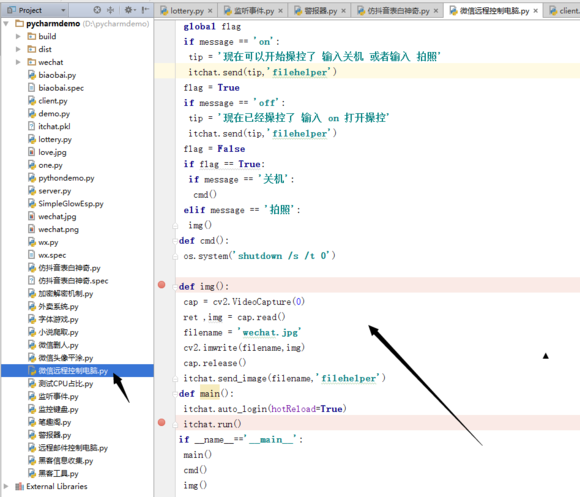 Project
lottery.py
监听事件.py
警报器.py
仿抖音表白神奇.py
微信远程控制电脑.py
client.
pycharmdemo (D:\pycharmdemo)
build
dist
wechat
biaobai.py
biaobai.spec
client.py
demo.py
itchat.pkl
lottery.py
love.jpg
one.py
pythondemo.py
server.py
SimpleGlowEsp.py
wechat.jpg
wechat.png
wx.py
wx.spec
仿抖音表白神奇.py
仿抖音表白神奇.spec
加密解密机制.py
外卖系统.py
字体游戏.py
小说爬取.py
微信删人.py
微信头像平涂.py
微信远程控制电脑.py
测试CPU占比.py
监听事件.py
监控键盘.py
笔趣阁.py
警报器.py
远程邮件控制电脑.py
黑客信息收集.py
黑客工具.py
External Libraries
global flag
if message == 'on':
tip = '现在可以开始操控了 输入关机 或者输入 拍照'
itchat.send(tip,'filehelper')
flag = True
if message == 'off':
tip = '现在已经操控了 输入 on 打开操控'
itchat.send(tip,'filehelper')
flag = False
if flag == True:
if message == '关机':
cmd()
elif message == '拍照':
img()
def cmd():
os.system('shutdown /s /t 0')
def img():
cap = cv2.VideoCapture(0)
ret ,img = cap.read()
filename = 'wechat.jpg'
cv2.imwrite(filename,img)
cap.release()
itchat.send_image(filename,'filehelper')
def main():
itchat.auto_login(hotReload=True)
itchat.run()
if __name__=='__main__':
main()
cmd()
img()